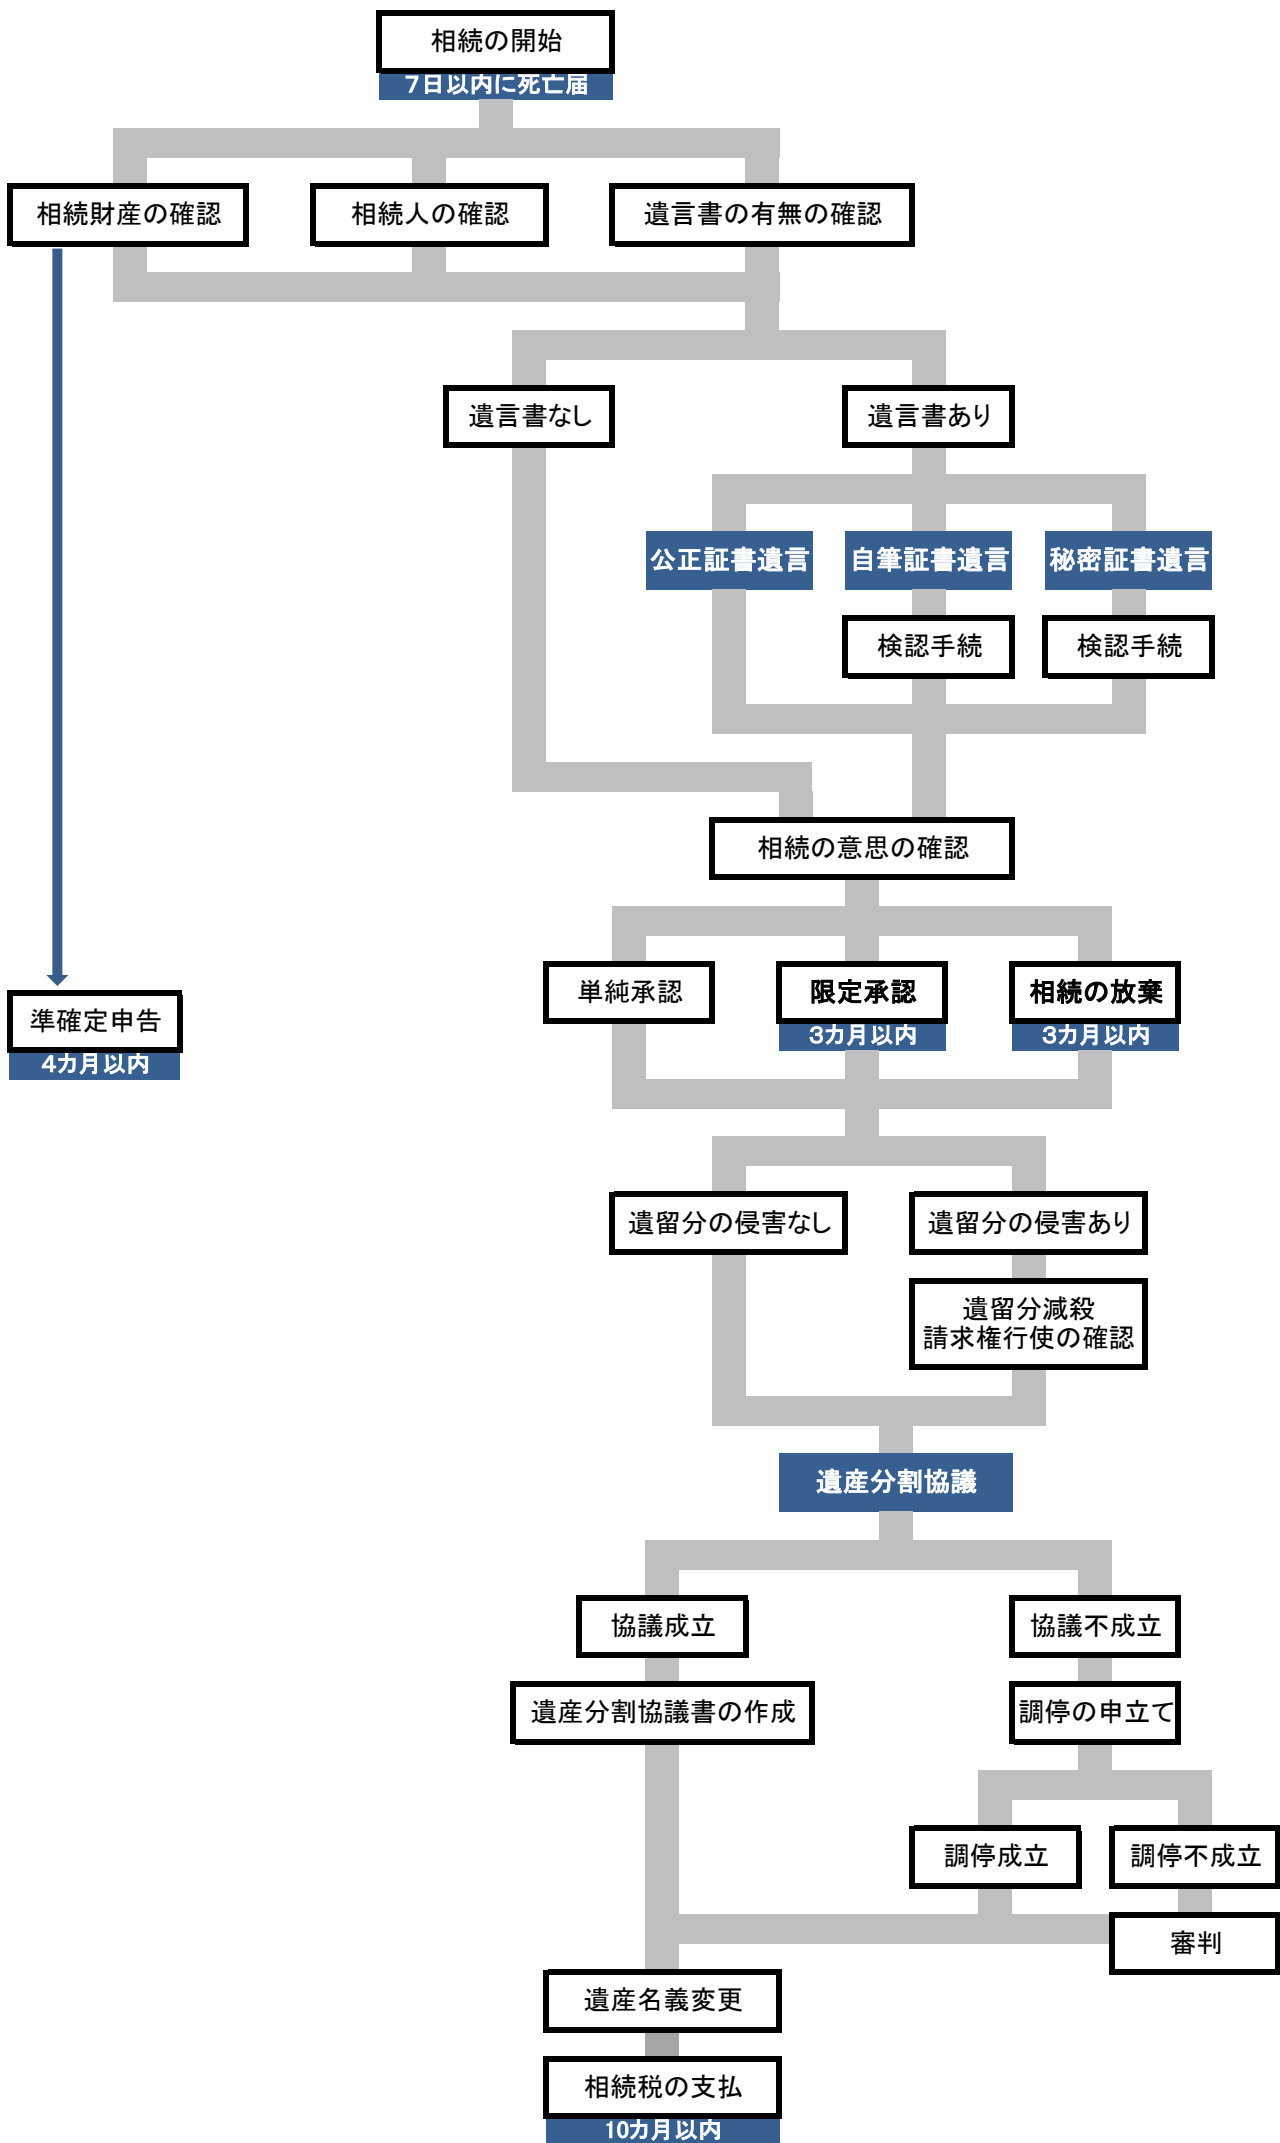 相続の開始
7日以内に死亡届
相続財産の確認
相続人の確認
遺言書の有無の確認
遺言書なし
遺言書あり
公正証書遺言
自筆証書遺言
秘密証書遺言
検認手続
検認手続
相続の意思の確認
単純承認
限定承認
相続の放棄
3カ月以内
3カ月以内
準確定申告
4カ月以内
遺留分の侵害なし
遺留分の侵害あり
遺留分減殺
請求権行使の確認
遺産分割協議
協議成立
協議不成立
遺産分割協議書の作成
調停の申立て
調停成立
調停不成立
審判
遺産名義変更
相続税の支払
10カ月以内